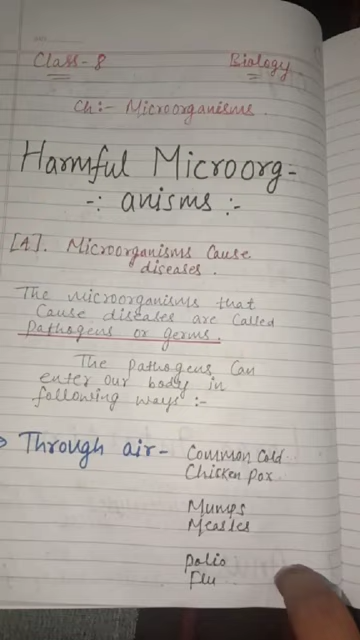 Class-8
Biology
Ch:- Microorganisms.
Harmful Microorg-
-: anisms :-
[A]. Microorganisms Cause
diseases.
The microorganisms that
Cause diseases are called
pathogens or germs.
The pathogens Can
enter our body in
following ways :-
Through air- Common Cold
Chicken pox
Mumps
Measles
Polio
Flu